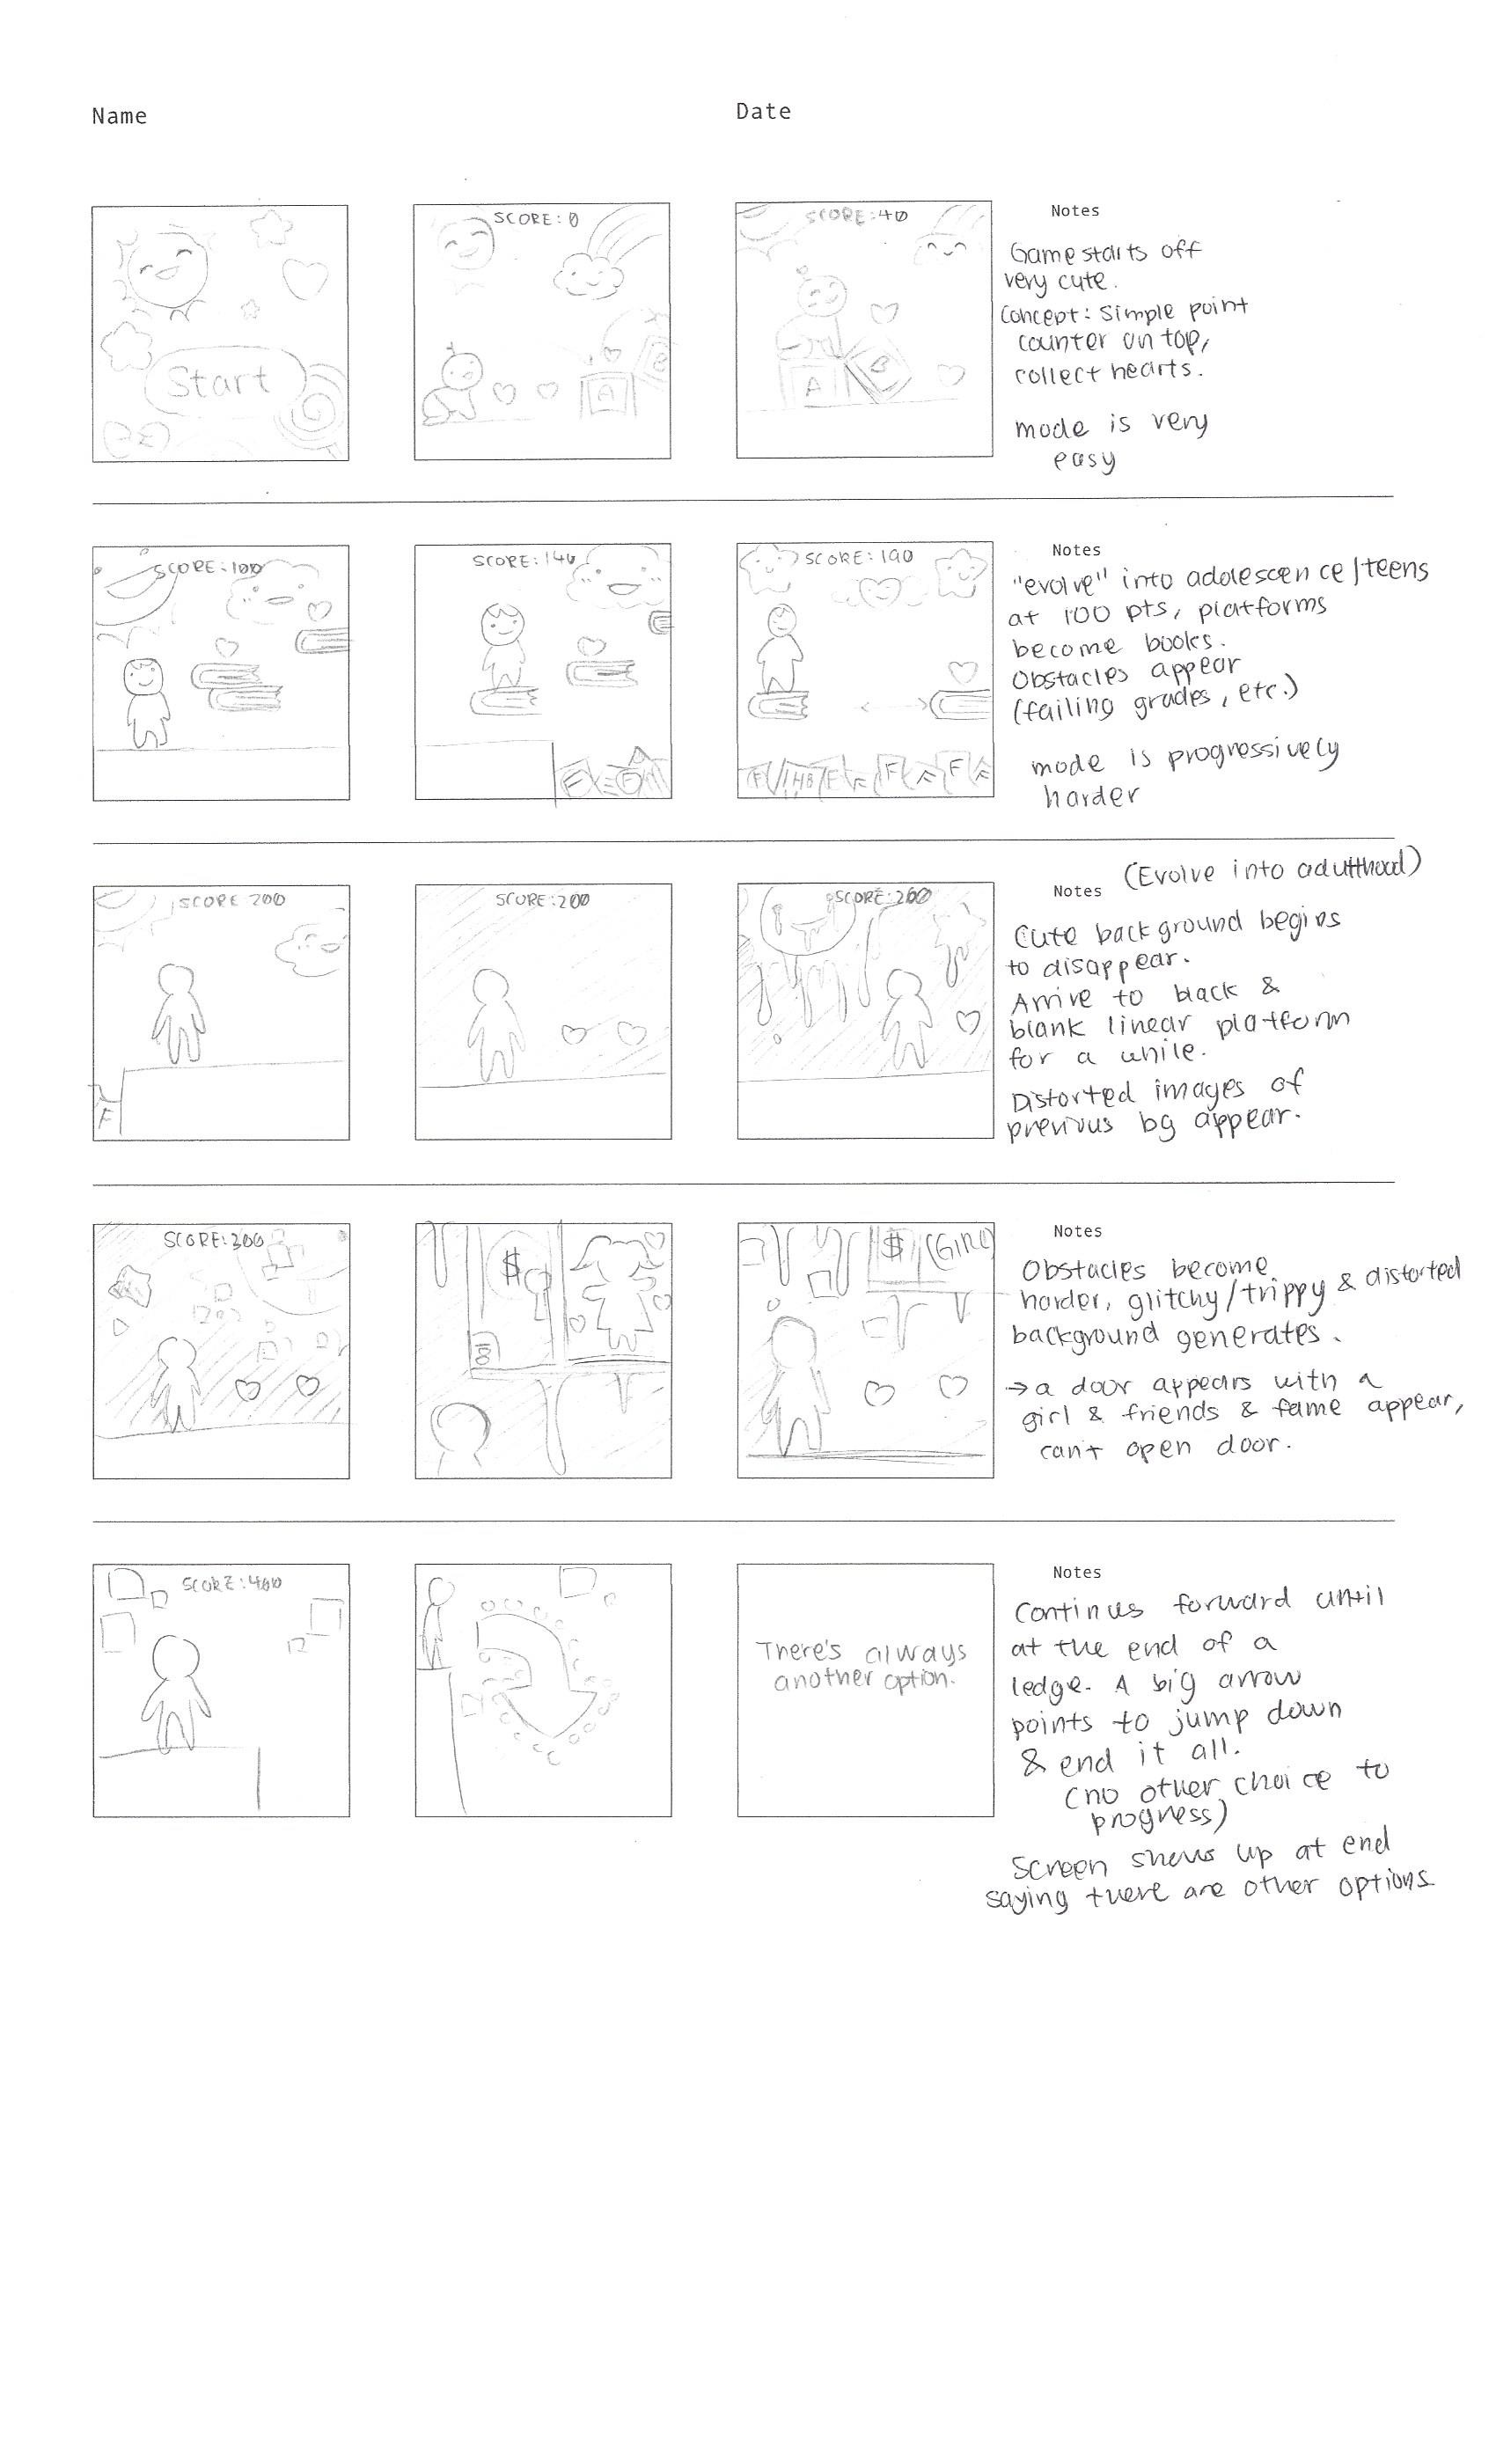 Name
Date
Start
SCORE: 0
A
SCORE: 40
A
B
Notes
Game starts off
very cute.
Concept: Simple point
counter on top,
collect hearts.
mode is very
easy
SCORE: 100
SCORE: 140
F
F
SCORE: 190
F
F
F
F
F
F
Notes
"evolve" into adolescence/teens
at 100 pts, platforms
become books.
Obstacles appear
(failing grades, etc.)
mode is progressively
harder
SCORE 200
F
SCORE: 200
SCORE: 260
Notes
(Evolve into adulthood)
Cute background begins
to disappear.
Arrive to black &
blank linear platform
for a while.
Distorted images of
previous bg appear.
SCORE: 300
$
$
(GIRL)
Notes
Obstacles become
harder, glitchy/trippy & distorted
background generates.
→ a door appears with a
girl & friends & fame appear,
can't open door.
SCORE: 400
There's always
another option.
Notes
Continues forward until
at the end of a
ledge. A big arrow
points to jump down
& end it all.
(no other choice to
progress)
Screen shows up at end
saying there are other options